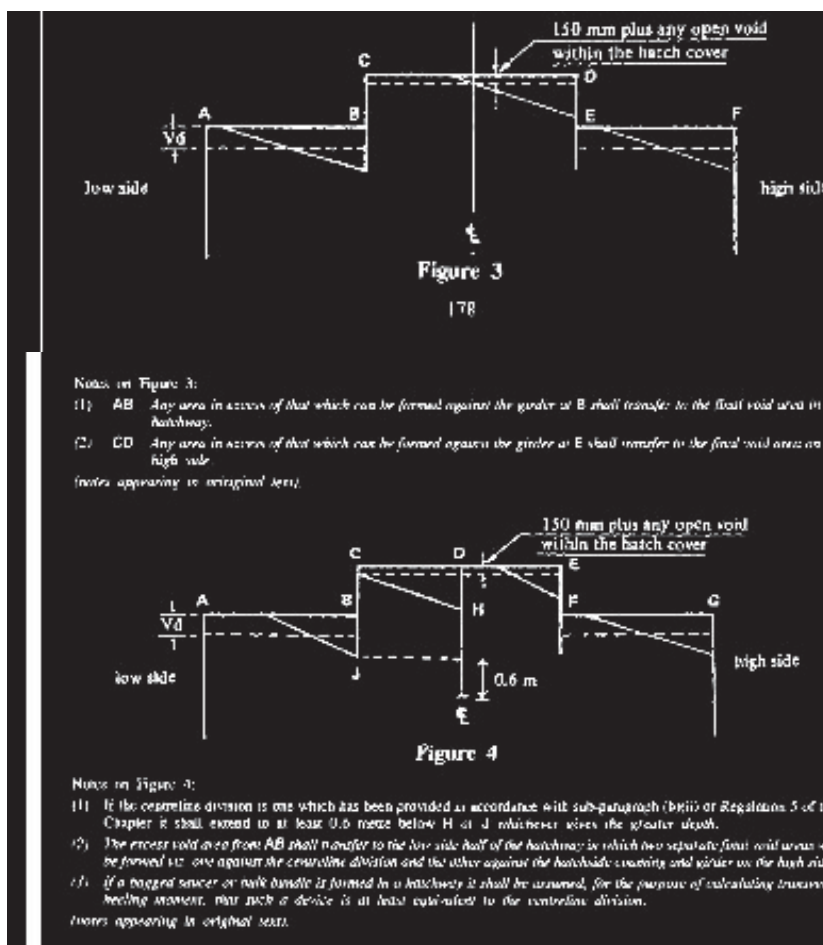 150 mm plus any open void
within the hatch cover
C
D
A
B
E
F
Vd
low side
high side
℄
Figure 3
178
Notes on Figure 3:
(1) AB Any area in excess of that which can be formed against the girder at B shall transfer to the final void area in
hatchway.
(2) CD Any area in excess of that which can be formed against the girder at E shall transfer to the final void area on
high side
(notes appearing in original text).
150 mm plus any open void
within the hatch cover
C
D
E
A
B
H
F
G
Vd
J
0.6 m
low side
high side
℄
Figure 4
Notes on Figure 4:
(1) If the centreline division is one which has been provided in accordance with sub-paragraph of Regulation 5 of
Chapter it shall extend to at least 0.6 metre below H or J whichever gives the greater depth.
(2) The excess void area from AB shall transfer to the low side half of the hatchway in which two separate final void areas
be formed viz. one against the centreline division and the other against the hatchside coaming and girder on the high
(3) if a bagged saucer or bulk bundle is formed in a hatchway it shall be assumed, for the purpose of calculating
heeling moment, that such a device is at least equivalent to the centreline division.
(notes appearing in original text).